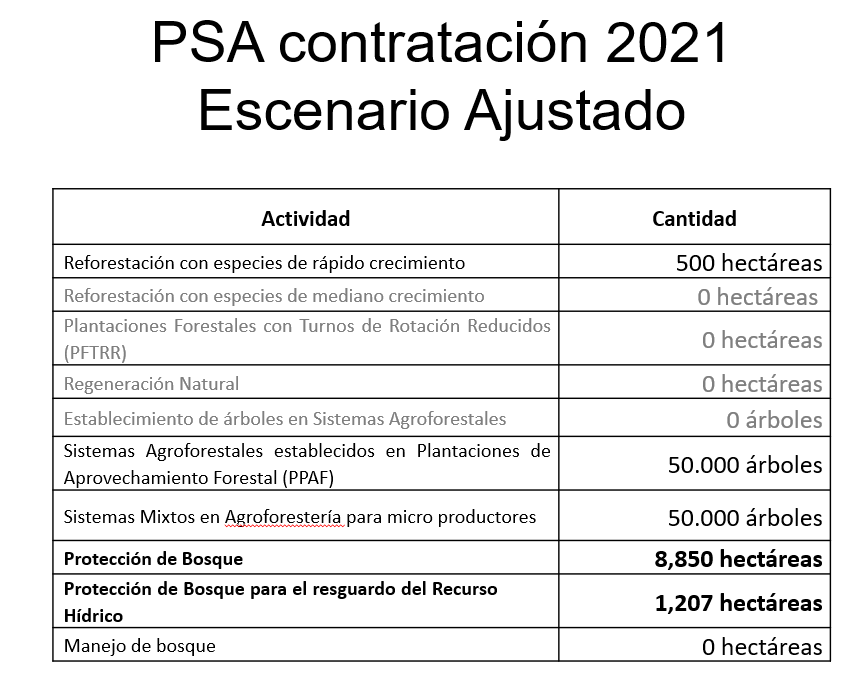 PSA contratación 2021
Escenario Ajustado
Actividad Cantidad
Reforestación con especies de rápido crecimiento 500 hectáreas
Reforestación con especies de mediano crecimiento 0 hectáreas
Plantaciones Forestales con Turnos de Rotación Reducidos
(PFTRR) 0 hectáreas
Regeneración Natural 0 hectáreas
Establecimiento de árboles en Sistemas Agroforestales 0 árboles
Sistemas Agroforestales establecidos en Plantaciones de
Aprovechamiento Forestal (PPAF) 50.000 árboles
Sistemas Mixtos en Agroforestería para micro productores 50.000 árboles
Protección de Bosque 8,850 hectáreas
Protección de Bosque para el resguardo del Recurso
Hídrico 1,207 hectáreas
Manejo de bosque 0 hectáreas